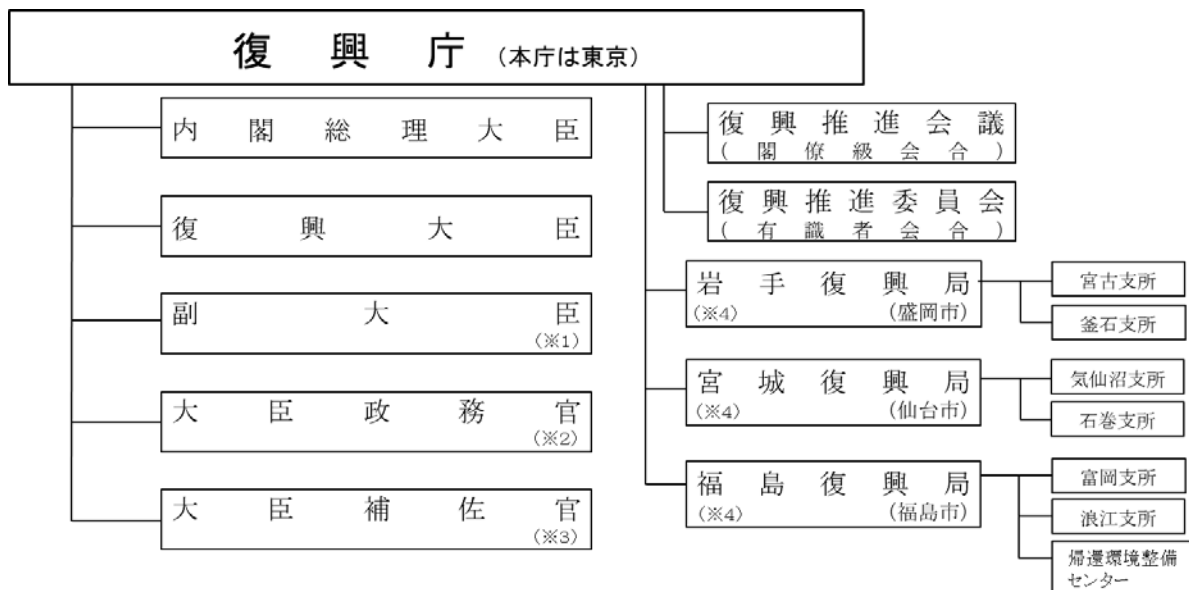 復興庁 (本庁は東京)
内閣総理大臣
復興大臣
副大臣
(※1)
大臣政務官
(※2)
大臣補佐官
(※3)
復興推進会議
(閣僚級会合)
復興推進委員会
(有識者会合)
岩手復興局
(※4) (盛岡市)
宮古支所
釜石支所
宮城復興局
(※4) (仙台市)
気仙沼支所
石巻支所
福島復興局
(※4) (福島市)
富岡支所
浪江支所
帰還環境整備
センター